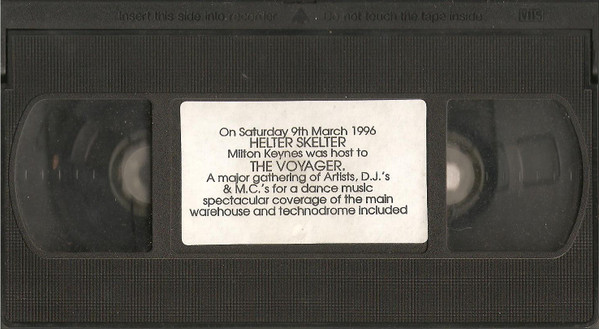 Insert this side into recorder Do not touch the tape inside VHS
On Saturday 9th March 1996
HELTER SKELTER
Milton Keynes was host to
THE VOYAGER.
A major gathering of Artists, D.J.'s
& M.C.'s for a dance music
spectacular coverage of the main
warehouse and technodrome included